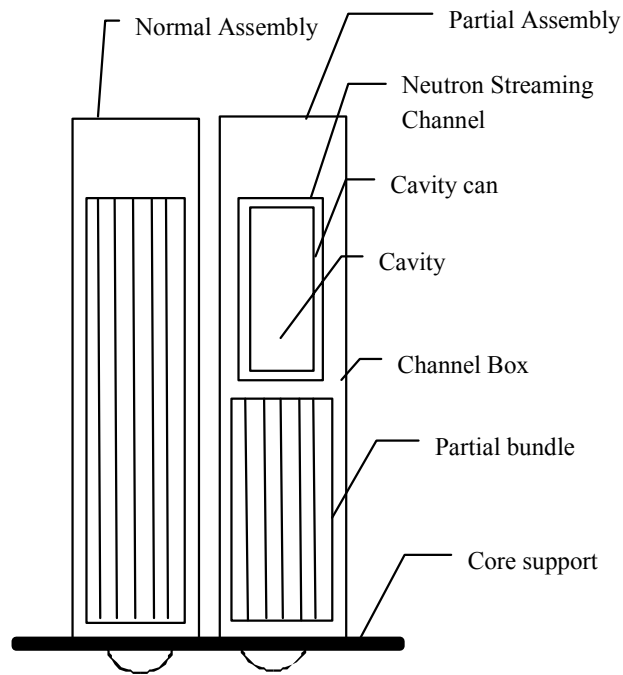 Normal Assembly
Partial Assembly
Neutron Streaming
Channel
Cavity can
Cavity
Channel Box
Partial bundle
Core support